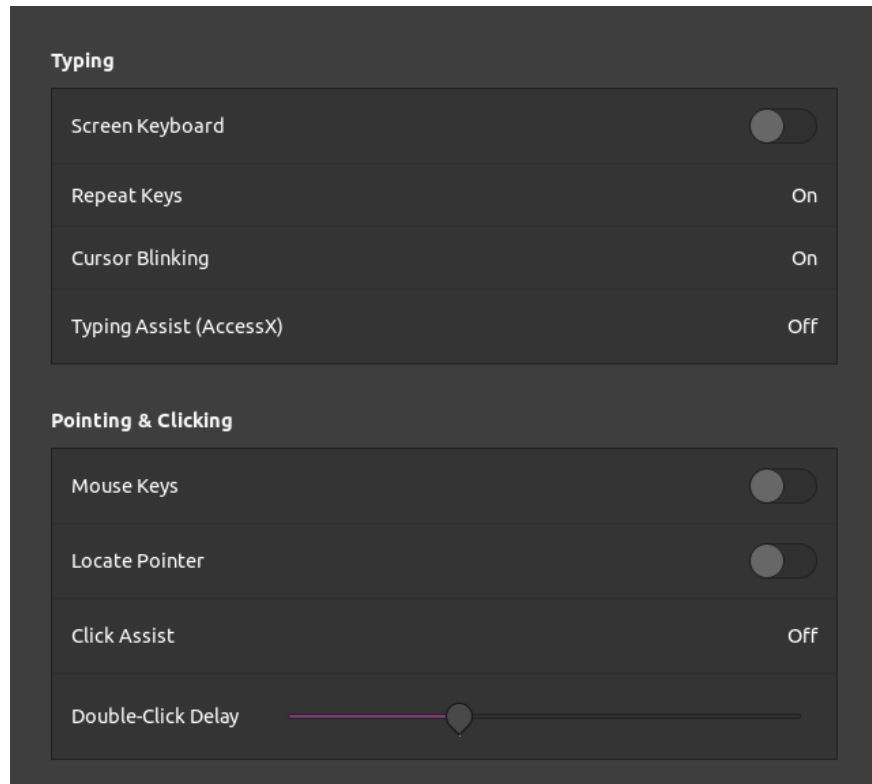 Typing
Screen Keyboard
Repeat Keys On
Cursor Blinking On
Typing Assist (AccessX) Off
Pointing & Clicking
Mouse Keys
Locate Pointer
Click Assist Off
Double-Click Delay